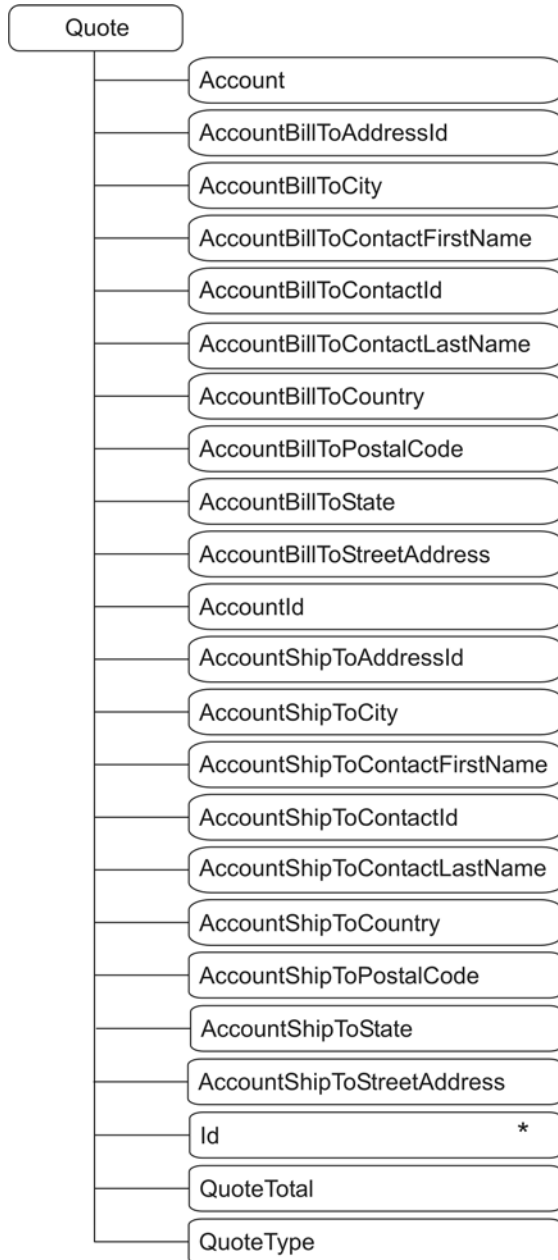 Quote
Account
AccountBillToAddressId
AccountBillToCity
AccountBillToContactFirstName
AccountBillToContactId
AccountBillToContactLastName
AccountBillToCountry
AccountBillToPostalCode
AccountBillToState
AccountBillToStreetAddress
AccountId
AccountShipToAddressId
AccountShipToCity
AccountShipToContactFirstName
AccountShipToContactId
AccountShipToContactLastName
AccountShipToCountry
AccountShipToPostalCode
AccountShipToState
AccountShipToStreetAddress
Id *
QuoteTotal
QuoteType